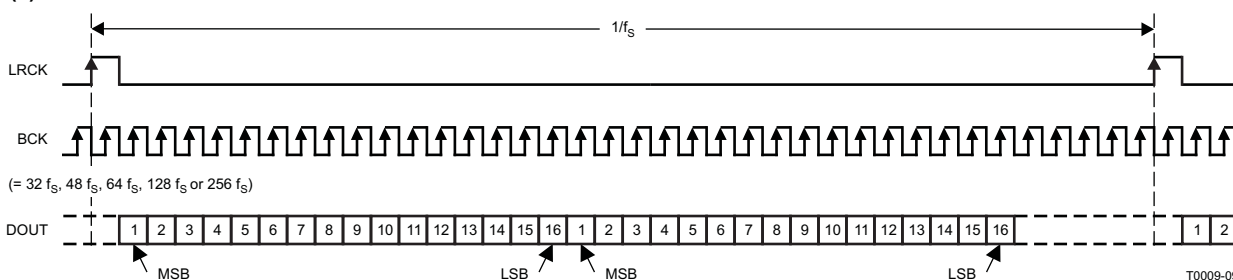 1/fS
LRCK
BCK
(= 32 fS, 48 fS, 64 fS, 128 fS or 256 fS)
DOUT 1 2 3 4 5 6 7 8 9 10 11 12 13 14 15 16 1 2 3 4 5 6 7 8 9 10 11 12 13 14 15 16 1 2
MSB LSB MSB LSB